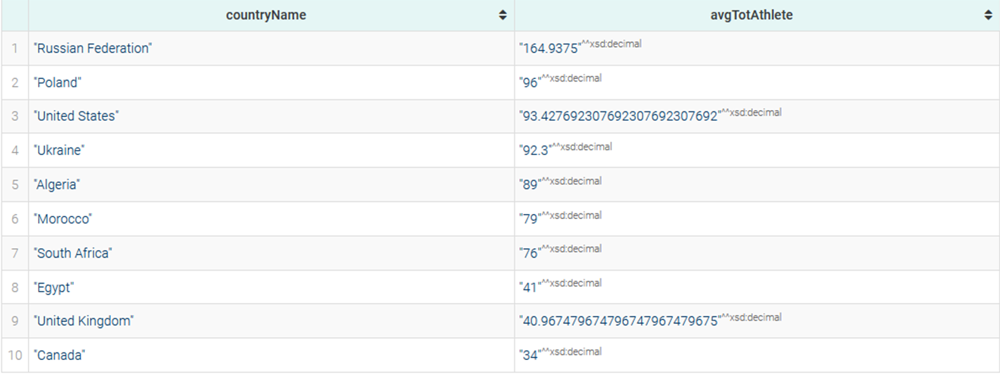 countryName avgTotAthlete
1 "Russian Federation" "164.9375"^^xsd:decimal
2 "Poland" "96"^^xsd:decimal
3 "United States" "93.427692307692307692307692"^^xsd:decimal
4 "Ukraine" "92.3"^^xsd:decimal
5 "Algeria" "89"^^xsd:decimal
6 "Morocco" "79"^^xsd:decimal
7 "South Africa" "76"^^xsd:decimal
8 "Egypt" "41"^^xsd:decimal
9 "United Kingdom" "40.967479674796747967479675"^^xsd:decimal
10 "Canada" "34"^^xsd:decimal